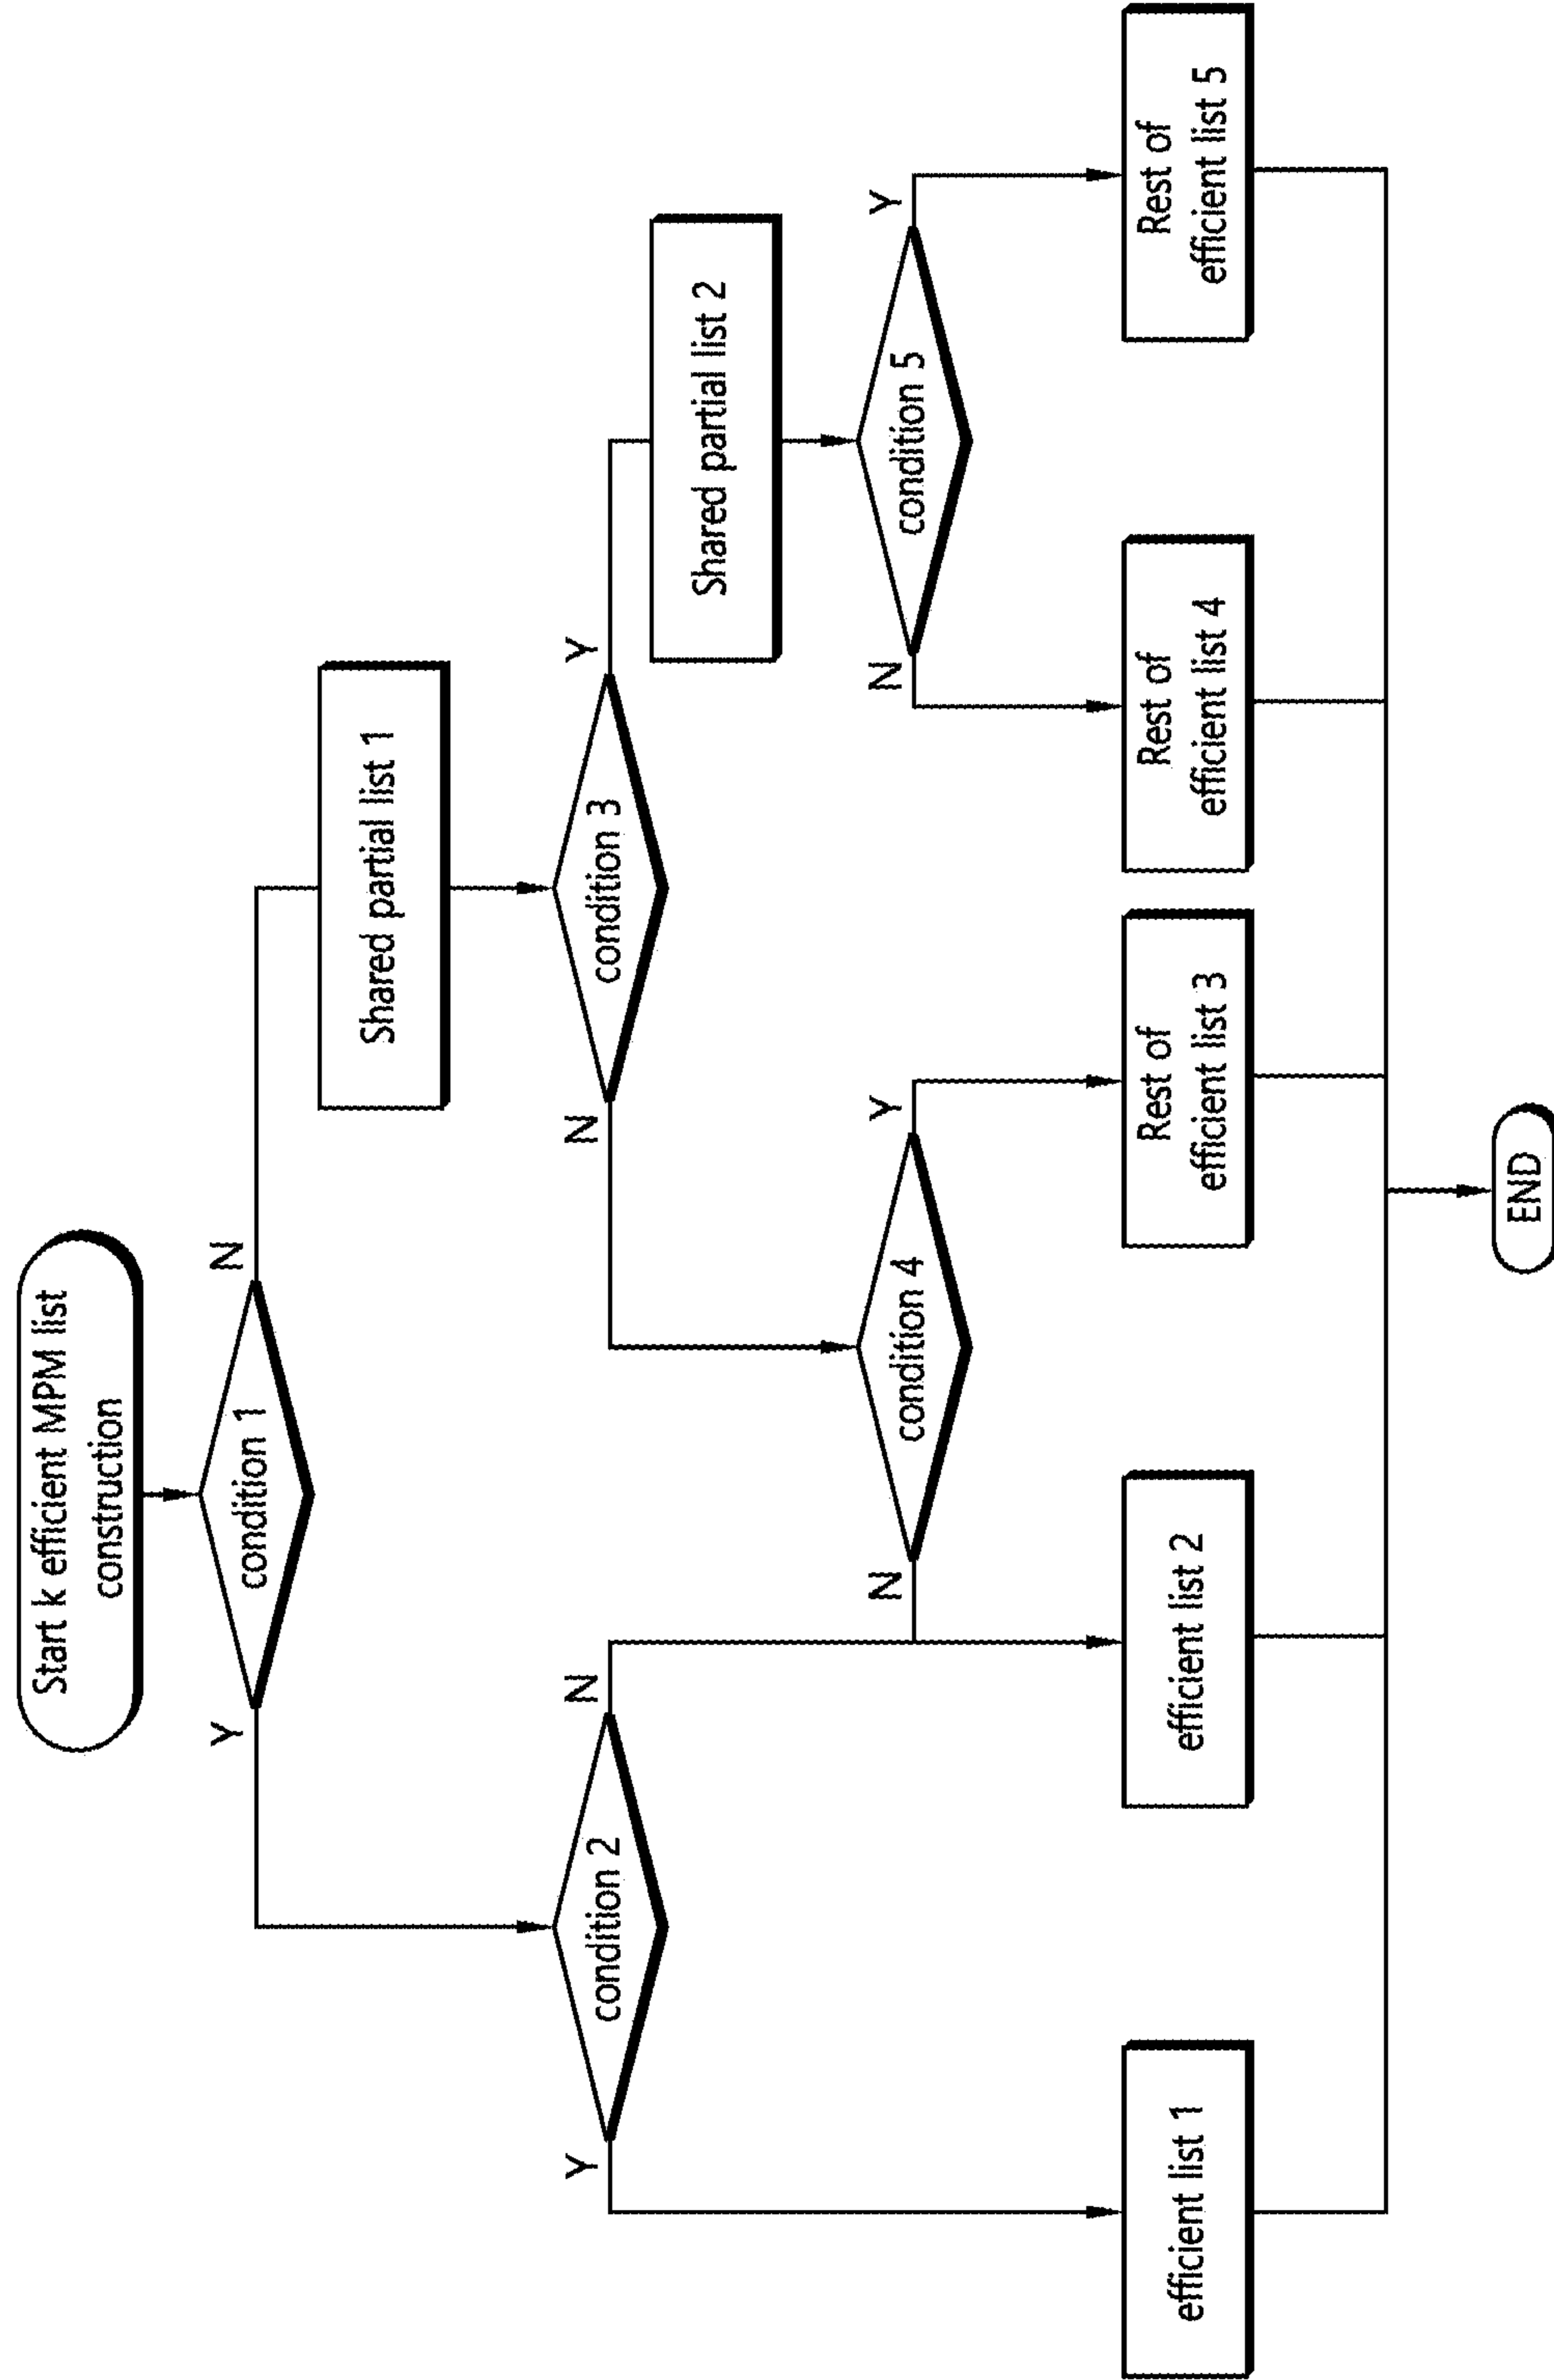 Start k efficient MPM list
construction
Y
condition 1
N
Shared partial list 1
Y
condition 2
N
N
condition 3
Y
Shared partial list 2
N
condition 4
Y
N
condition 5
Y
efficient list 1
efficient list 2
Rest of
efficient list 3
Rest of
efficient list 4
Rest of
efficient list 5
END